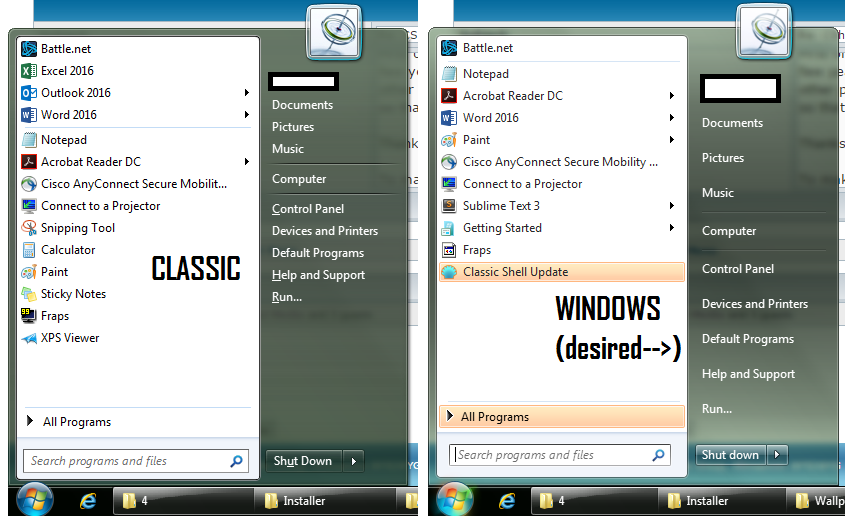 Battle.net
Excel 2016
Outlook 2016
Word 2016
Notepad
Acrobat Reader DC
Cisco AnyConnect Secure Mobilit...
Connect to a Projector
Snipping Tool
Calculator
Paint
Sticky Notes
Fraps
XPS Viewer
CLASSIC
All Programs
Search programs and files
Documents
Pictures
Music
Computer
Control Panel
Devices and Printers
Default Programs
Help and Support
Run...
Shut Down
4
Installer
Battle.net
Notepad
Acrobat Reader DC
Word 2016
Paint
Cisco AnyConnect Secure Mobility ...
Connect to a Projector
Sublime Text 3
Getting Started
Fraps
Classic Shell Update
WINDOWS
(desired-->)
All Programs
Search programs and files
Documents
Pictures
Music
Computer
Control Panel
Devices and Printers
Default Programs
Help and Support
Run...
Shut down
4
Installer
Wallp